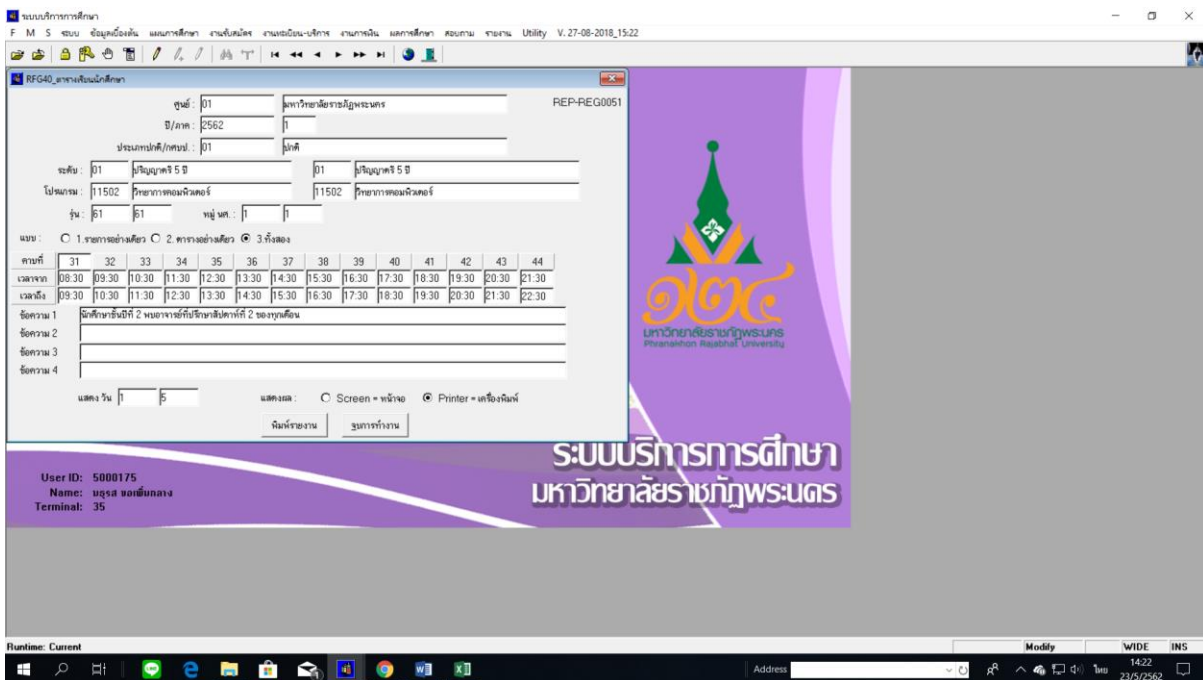 ระบบบริการการศึกษา
F M S ระบบ ข้อมูลเบื้องต้น แผนการศึกษา งานรับสมัคร งานทะเบียน-บริการ งานการเงิน ผลการศึกษา สอบถาม รายงาน Utility V. 27-08-2018_15:22
RFG40_ตารางเรียนนักศึกษา
ศูนย์ : 01 มหาวิทยาลัยราชภัฏพระนคร REP-REG0051
ปี/ภาค : 2562 1
ประเภทปกติ/กศบป. : 01 ปกติ
ระดับ : 01 ปริญญาตรี 5 ปี 01 ปริญญาตรี 5 ปี
โปรแกรม : 11502 วิทยาการคอมพิวเตอร์ 11502 วิทยาการคอมพิวเตอร์
รุ่น : 61 61 หมู่ นศ. : 1 1
แบบ : 1.รายการอย่างเดียว 2. ตารางอย่างเดียว 3.ทั้งสอง
คาบที่ 31 32 33 34 35 36 37 38 39 40 41 42 43 44
เวลาจาก 08:30 09:30 10:30 11:30 12:30 13:30 14:30 15:30 16:30 17:30 18:30 19:30 20:30 21:30
เวลาถึง 09:30 10:30 11:30 12:30 13:30 14:30 15:30 16:30 17:30 18:30 19:30 20:30 21:30 22:30
ข้อความ 1 นักศึกษาชั้นปีที่ 2 พบอาจารย์ที่ปรึกษาสัปดาห์ที่ 2 ของทุกเดือน
ข้อความ 2
ข้อความ 3
ข้อความ 4
แสดง วัน 1 5 แสดงผล : Screen = หน้าจอ Printer = เครื่องพิมพ์
พิมพ์รายงาน จบการทำงาน
๑๒๔
มหาวิทยาลัยราชภัฏพระนคร
Phranakhon Rajabhat University
ระบบบริการการศึกษา
มหาวิทยาลัยราชภัฏพระนคร
User ID: 5000175
Name: มธุรส
Terminal: 35
Runtime: Current Modify WIDE INS
Address ไทย 14:22
23/5/2562